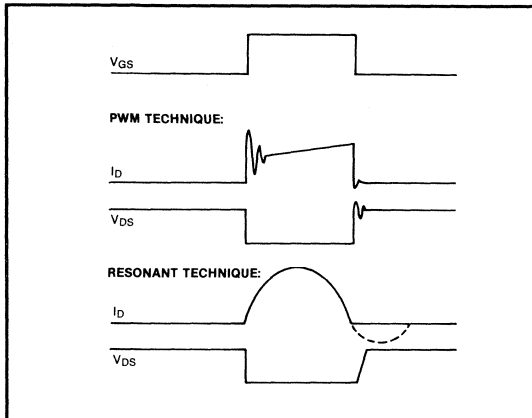 VGS
PWM TECHNIQUE:
ID
VDS
RESONANT TECHNIQUE:
ID
VDS